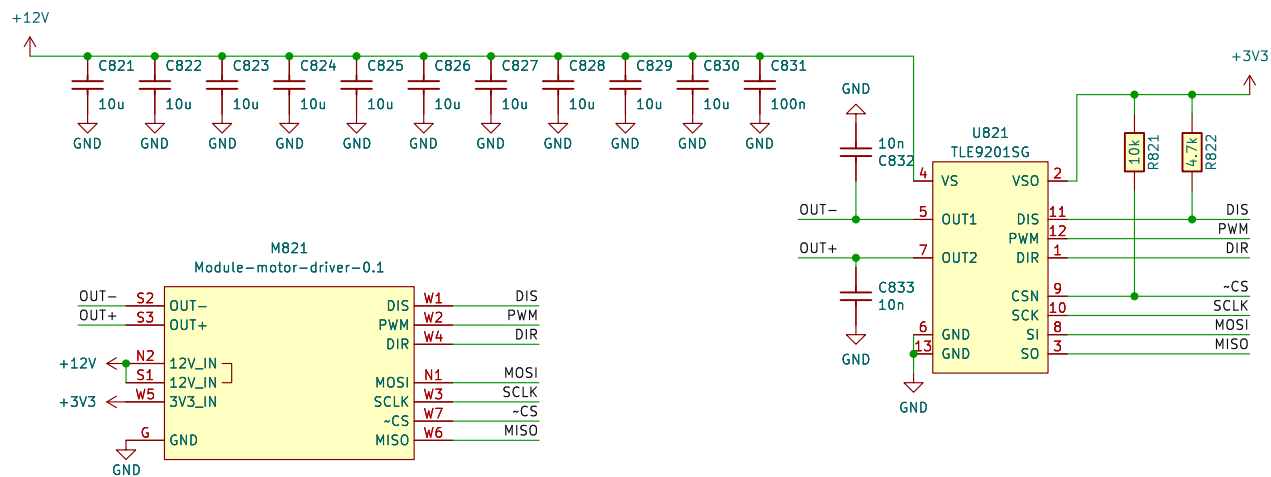 +12V
C821 C822 C823 C824 C825 C826 C827 C828 C829 C830 C831
10u 10u 10u 10u 10u 10u 10u 10u 10u 10u 100n
GND GND GND GND GND GND GND GND GND GND GND
GND
10n
C832
OUT-
OUT+
C833
10n
GND
+3V3
10k
R821
4.7k
R822
U821
TLE9201SG
4 VS VSO 2
5 OUT1 DIS 11 DIS
PWM 12 PWM
7 OUT2 DIR 1 DIR
CSN 9 ~CS
SCK 10 SCLK
6 GND SI 8 MOSI
13 GND SO 3 MISO
GND
M821
Module-motor-driver-0.1
OUT- S2 OUT- DIS W1 DIS
OUT+ S3 OUT+ PWM W2 PWM
DIR W4 DIR
+12V N2 12V_IN
S1 12V_IN MOSI N1 MOSI
+3V3 W5 3V3_IN SCLK W3 SCLK
~CS W7 ~CS
G GND MISO W6 MISO
GND